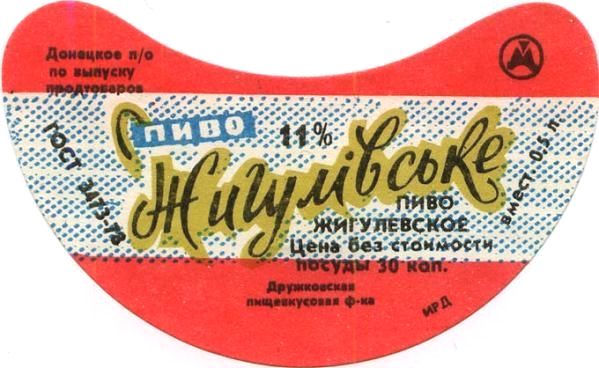 Донецкое п/о
по выпуску
продтоваров
ГОСТ 3473-78
ПИВО
11%
Жигулівське
ПИВО
ЖИГУЛЕВСКОЕ
Цена без стоимости
посуды 30 коп.
вмест. 0,5 л.
Дружковская
пищевкусовая ф-ка
ИРД